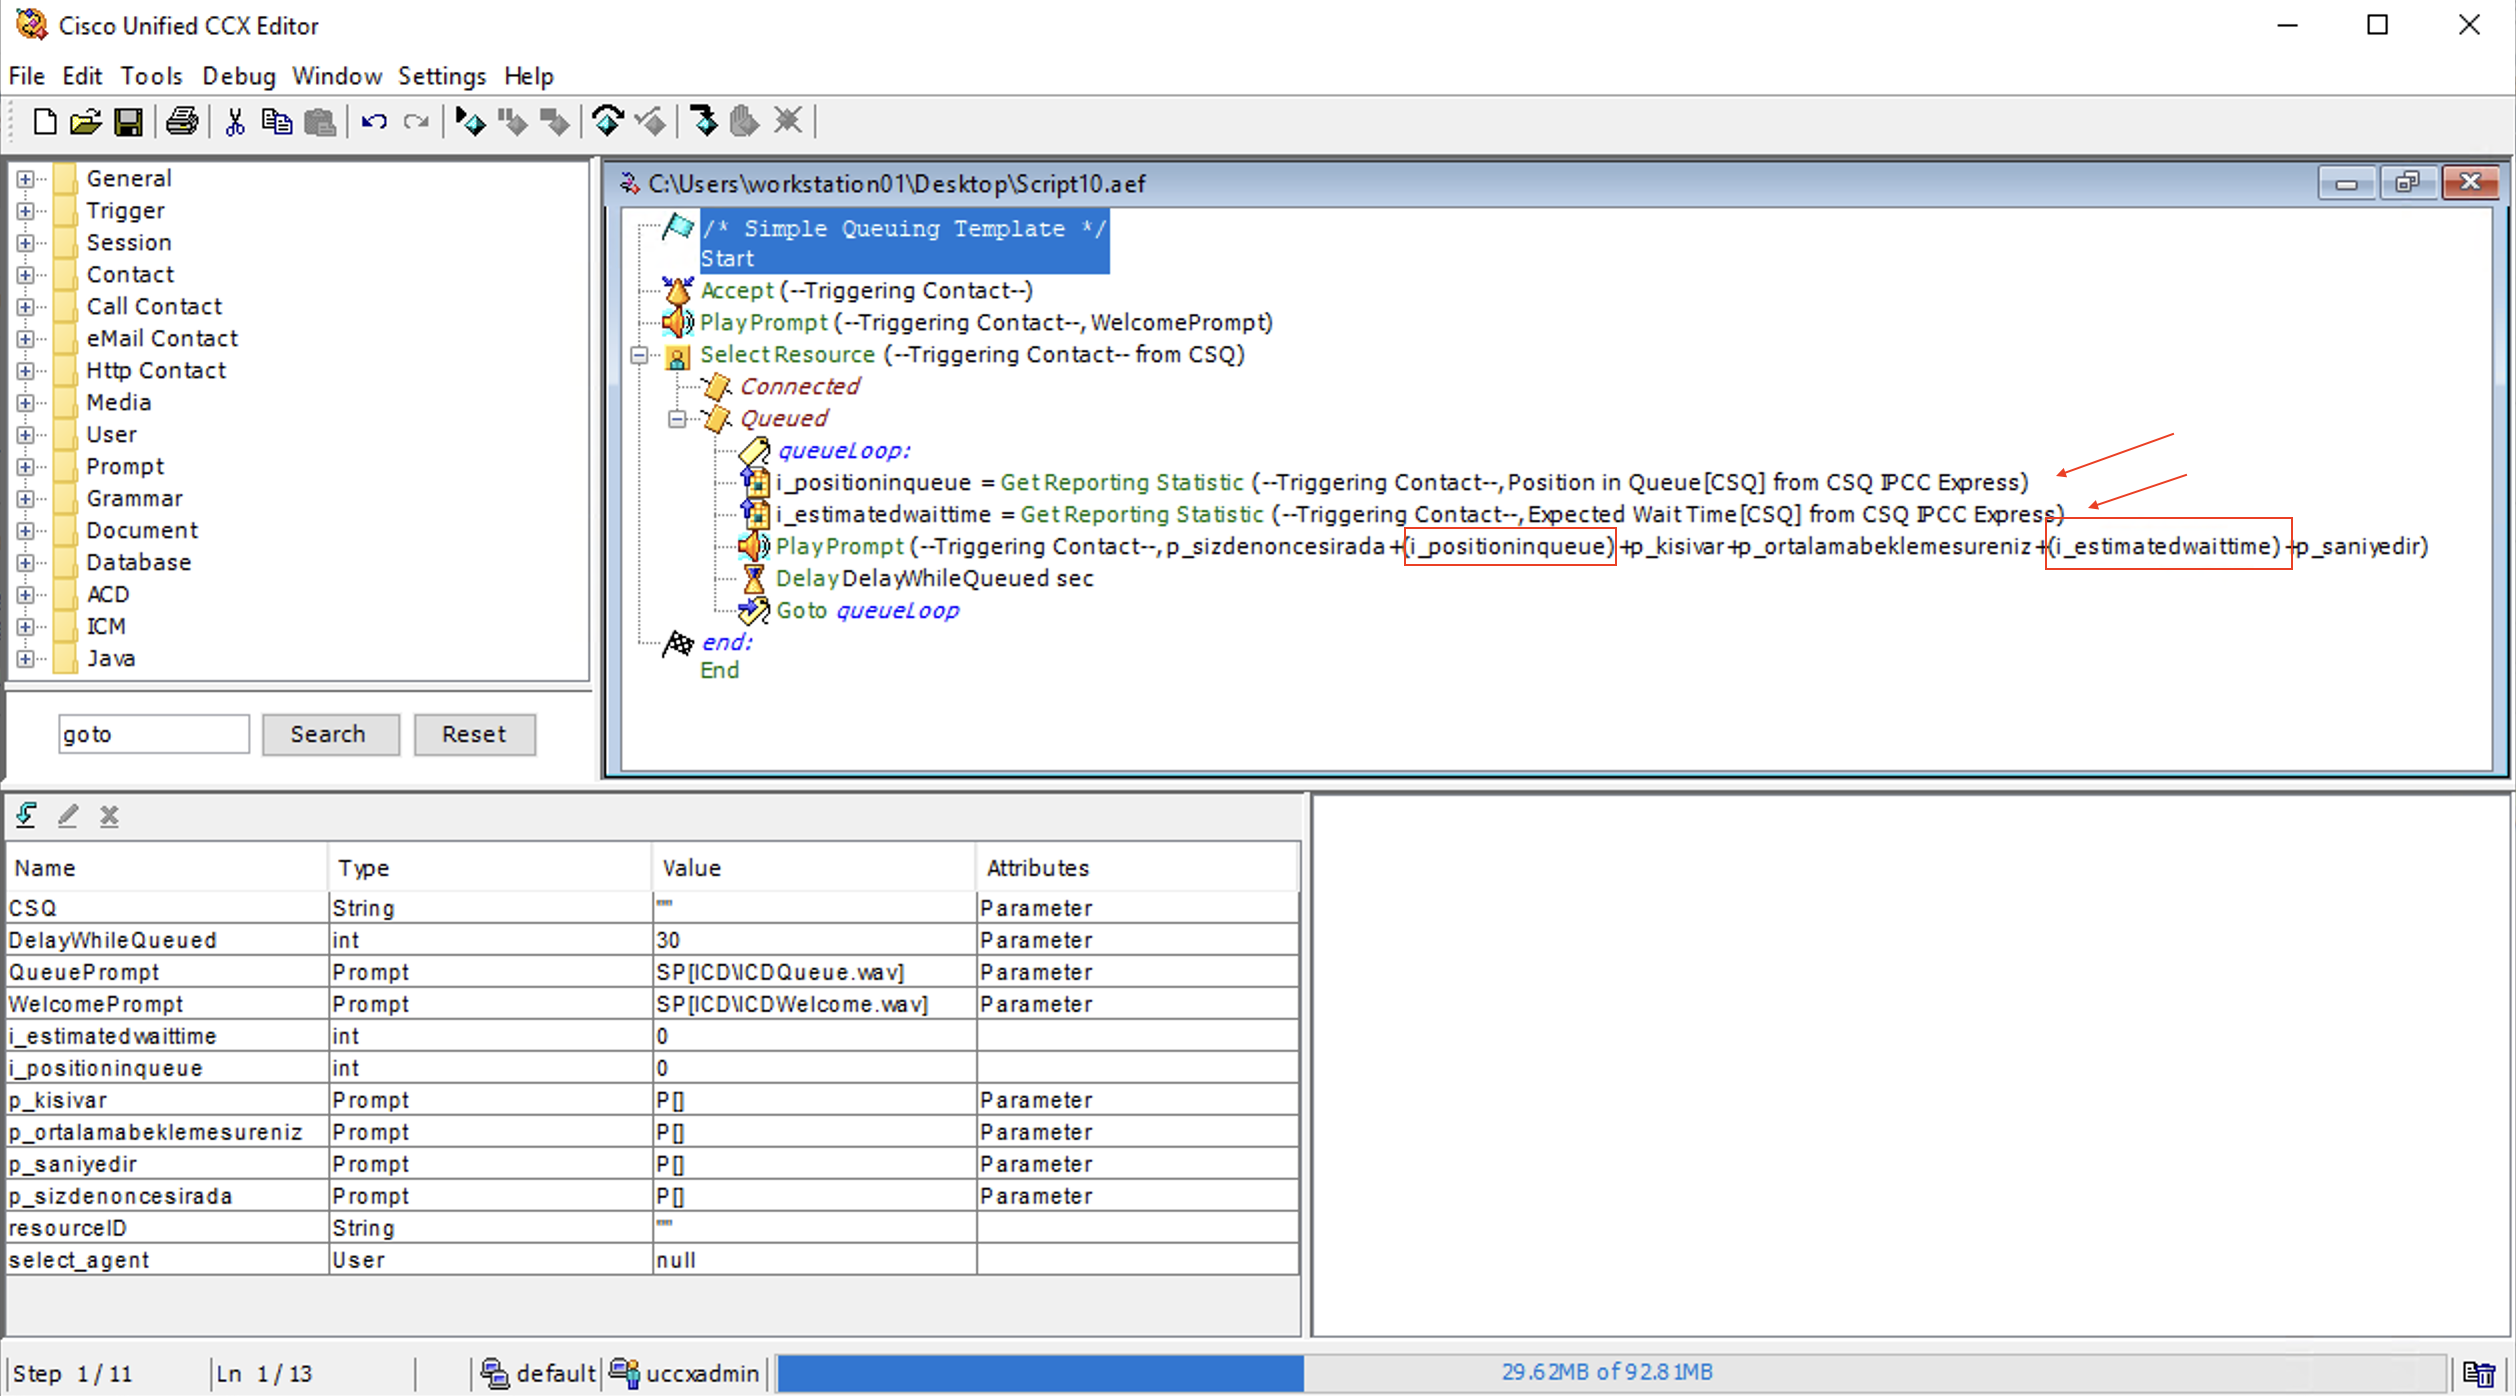 Cisco Unified CCX Editor
File Edit Tools Debug Window Settings Help
General
Trigger
Session
Contact
Call Contact
eMail Contact
Http Contact
Media
User
Prompt
Grammar
Document
Database
ACD
ICM
Java
goto Search Reset
C:\Users\workstation01\Desktop\Script10.aef
/* Simple Queuing Template */
Start
Accept (--Triggering Contact--)
Play Prompt (--Triggering Contact--, WelcomePrompt)
Select Resource (--Triggering Contact-- from CSQ)
Connected
Queued
queueLoop:
i_positioninqueue = Get Reporting Statistic (--Triggering Contact--, Position in Queue[CSQ] from CSQ IPCC Express)
i_estimatedwaittime = Get Reporting Statistic (--Triggering Contact--, Expected Wait Time[CSQ] from CSQ IPCC Express)
Play Prompt (--Triggering Contact--, p_sizdenoncesirada +(i_positioninqueue) +p_kisivar+p_ortalamabeklemesureniz+(i_estimatedwaittime) +p_saniyedir)
Delay DelayWhileQueued sec
Goto queueLoop
end:
End
Name Type Value Attributes
CSQ String "" Parameter
DelayWhileQueued int 30 Parameter
QueuePrompt Prompt SP[ICD\ICDQueue.wav] Parameter
WelcomePrompt Prompt SP[ICD\ICDWelcome.wav] Parameter
i_estimatedwaittime int 0
i_positioninqueue int 0
p_kisivar Prompt P[] Parameter
p_ortalamabeklemesureniz Prompt P[] Parameter
p_saniyedir Prompt P[] Parameter
p_sizdenoncesirada Prompt P[] Parameter
resourceID String ""
select_agent User null
Step 1 / 11 Ln 1 / 13 default uccxadmin 29.62MB of 92.81MB